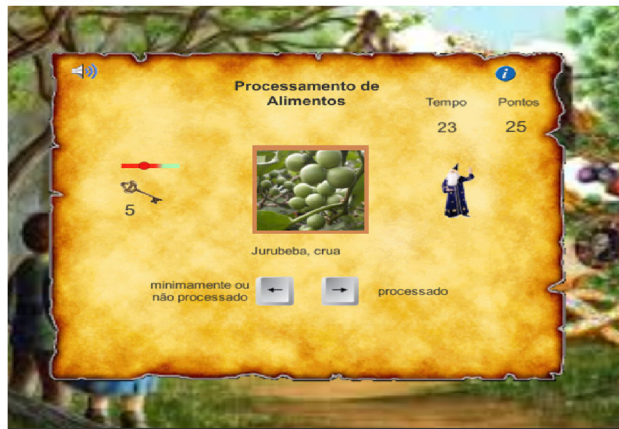 Processamento de
Alimentos
i
Tempo Pontos
23 25
5
Jurubeba, crua
minimamente ou
não processado
← →
processado